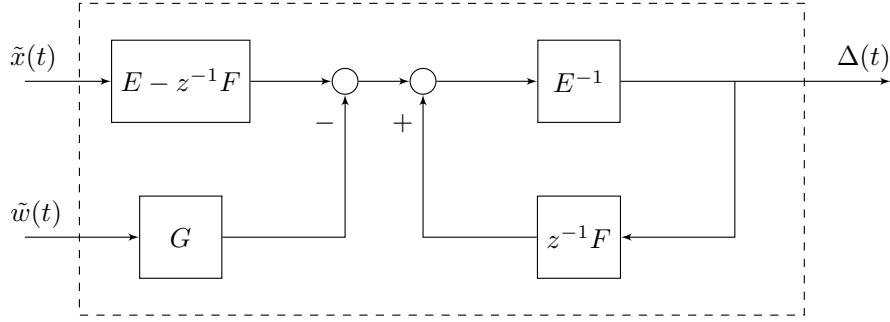 x̃(t)
E − z⁻¹F
E⁻¹
Δ(t)
−
+
w̃(t)
G
z⁻¹F